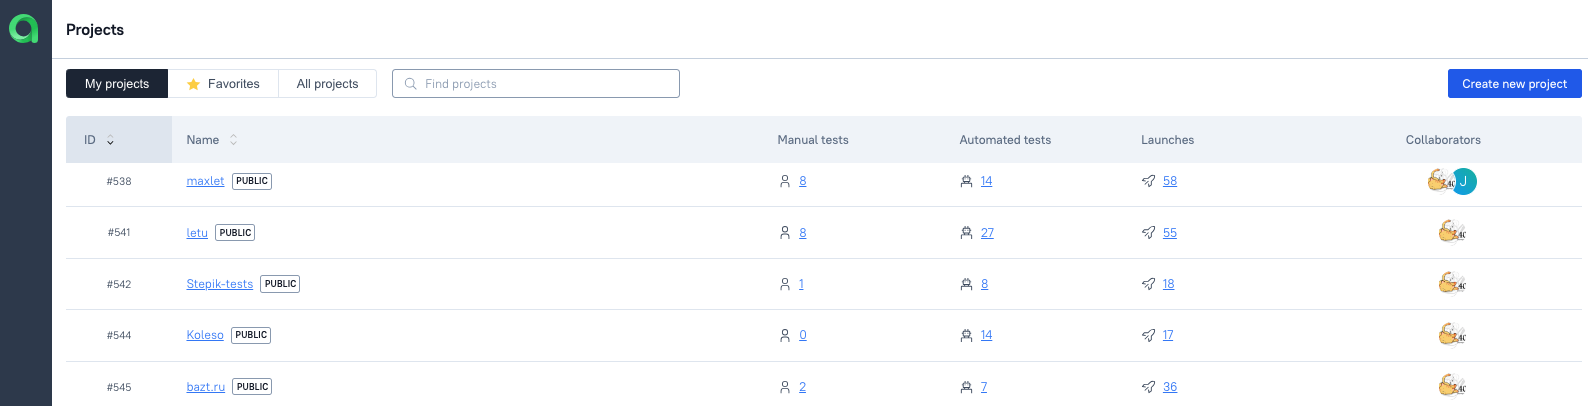 Projects
My projects Favorites All projects Find projects Create new project
ID Name Manual tests Automated tests Launches Collaborators
#538 maxlet PUBLIC 8 14 58 J
#541 letu PUBLIC 8 27 55
#542 Stepik-tests PUBLIC 1 8 18
#544 Koleso PUBLIC 0 14 17
#545 bazt.ru PUBLIC 2 7 36